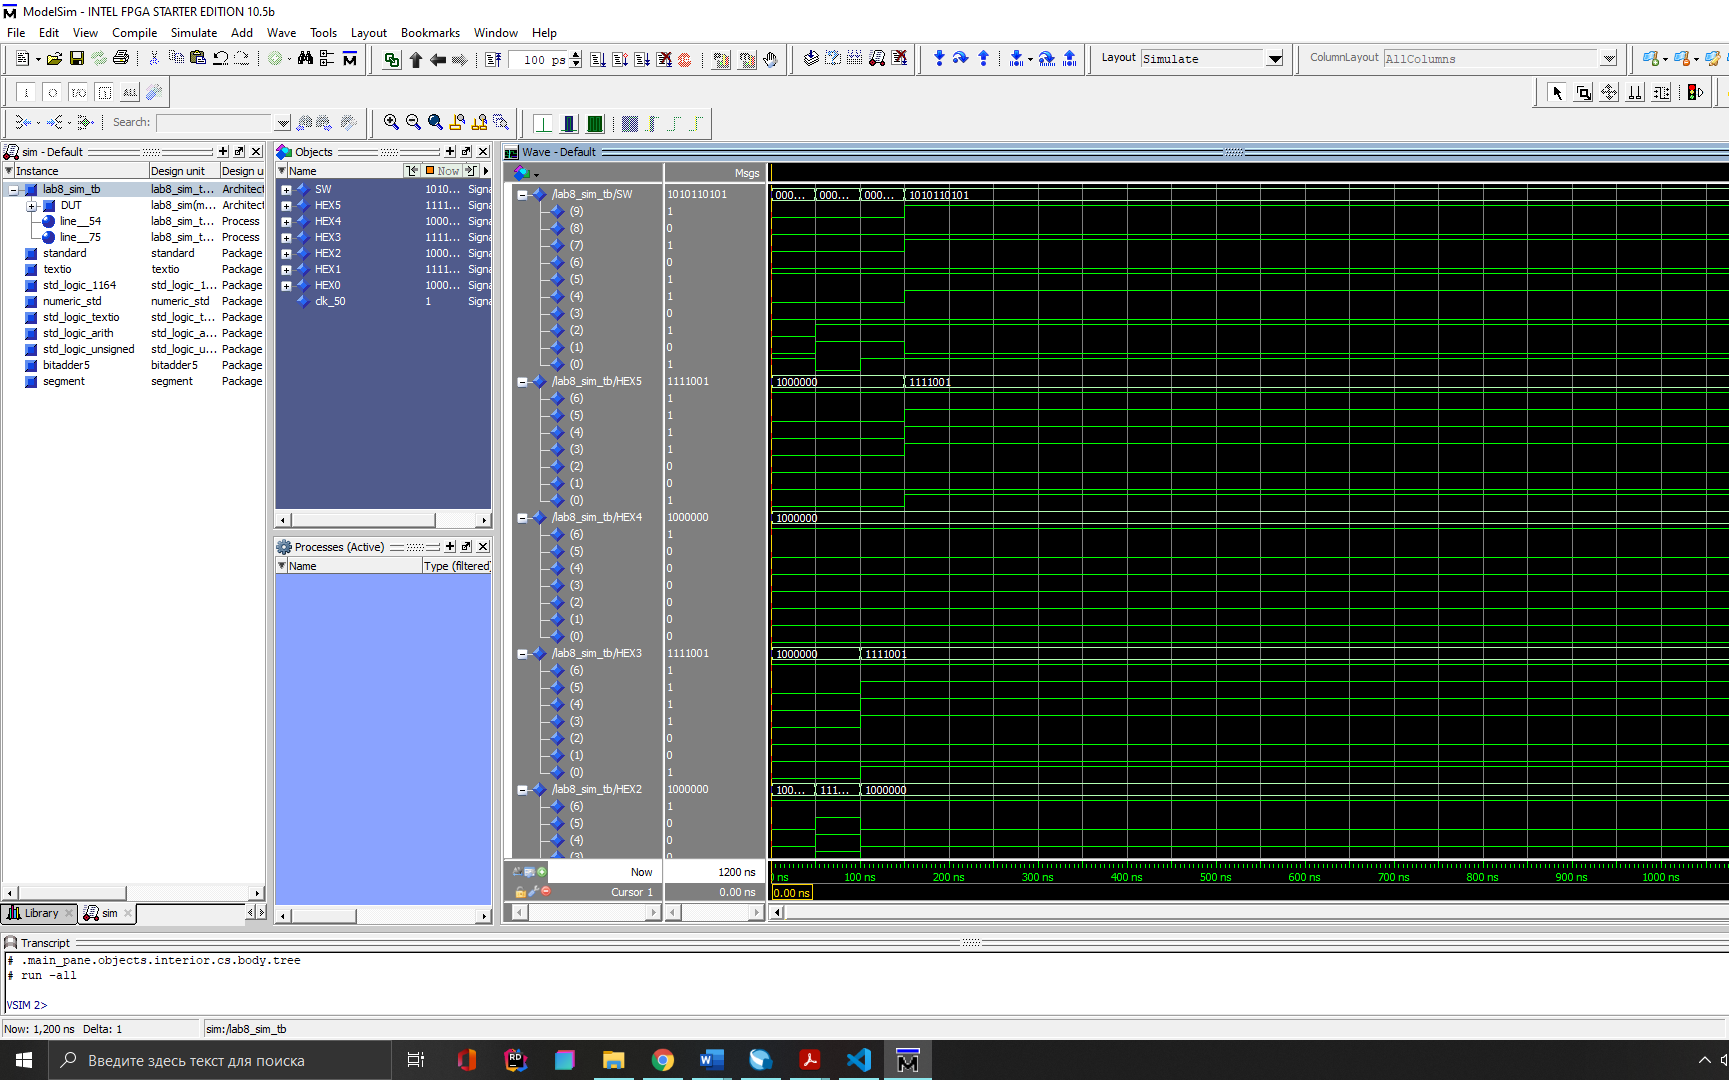 ModelSim - INTEL FPGA STARTER EDITION 10.5b
File Edit View Compile Simulate Add Wave Tools Layout Bookmarks Window Help
100 ps
Layout Simulate
ColumnLayout AllColumns
Search:
sim - Default
Instance Design unit Design u
lab8_sim_tb lab8_sim_t... Architect
DUT lab8_sim(m... Architect
line__54 lab8_sim_t... Process
line__75 lab8_sim_t... Process
standard standard Package
textio textio Package
std_logic_1164 std_logic_1... Package
numeric_std numeric_std Package
std_logic_textio std_logic_t... Package
std_logic_arith std_logic_a... Package
std_logic_unsigned std_logic_u... Package
bitadder5 bitadder5 Package
segment segment Package
Library sim
Objects
Name Now
SW 1010... Signa
HEX5 1111... Signa
HEX4 1000... Signa
HEX3 1111... Signa
HEX2 1000... Signa
HEX1 1111... Signa
HEX0 1000... Signa
clk_50 1 Signa
Processes (Active)
Name Type (filtered)
Wave - Default
Msgs
/lab8_sim_tb/SW 1010110101 000... 000... 000... 1010110101
(9) 1
(8) 0
(7) 1
(6) 0
(5) 1
(4) 1
(3) 0
(2) 1
(1) 0
(0) 1
/lab8_sim_tb/HEX5 1111001 1000000 1111001
(6) 1
(5) 1
(4) 1
(3) 1
(2) 0
(1) 0
(0) 1
/lab8_sim_tb/HEX4 1000000 1000000
(6) 1
(5) 0
(4) 0
(3) 0
(2) 0
(1) 0
(0) 0
/lab8_sim_tb/HEX3 1111001 1000000 1111001
(6) 1
(5) 1
(4) 1
(3) 1
(2) 0
(1) 0
(0) 1
/lab8_sim_tb/HEX2 1000000 100... 111... 1000000
(6) 1
(5) 0
(4) 0
(3) 0
Now 1200 ns
Cursor 1 0.00 ns
ns 100 ns 200 ns 300 ns 400 ns 500 ns 600 ns 700 ns 800 ns 900 ns 1000 ns
0.00 ns
Transcript
# .main_pane.objects.interior.cs.body.tree
# run -all
VSIM 2>
Now: 1,200 ns Delta: 1 sim:/lab8_sim_tb
Введите здесь текст для поиска